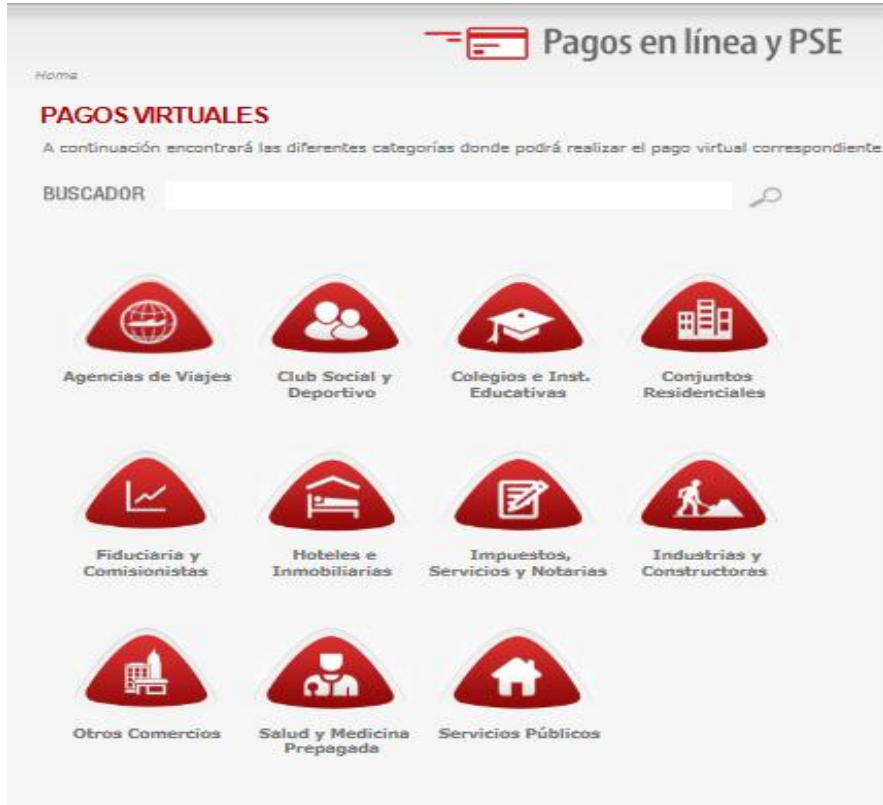 Pagos en línea y PSE
Home
PAGOS VIRTUALES
A continuación encontrará las diferentes categorías donde podrá realizar el pago virtual correspondiente
BUSCADOR
Agencias de Viajes
Club Social y
Deportivo
Colegios e Inst.
Educativas
Conjuntos
Residenciales
Fiduciaria y
Comisionistas
Hoteles e
Inmobiliarias
Impuestos,
Servicios y Notarias
Industrias y
Constructoras
Otros Comercios
Salud y Medicina
Prepagada
Servicios Públicos